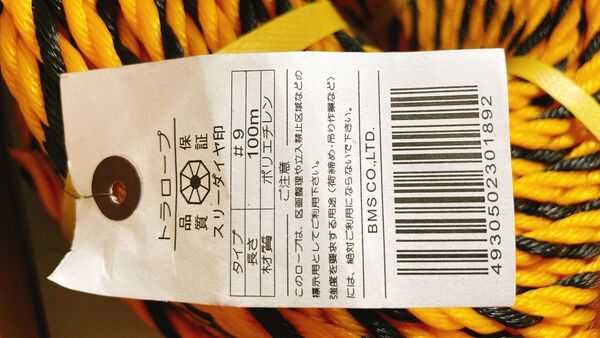 トラロープ
品質 保証
スリーダイヤ印
タイプ #9
長さ 100m
材質 ポリエチレン
ご注意
このロープは、区画整理や立入禁止区域などの
標示用としてご利用下さい。
強度を要求する用途（荷締め・吊り作業など）
には、絶対ご利用にならないで下さい。
BMS CO.,LTD.
4930502301892